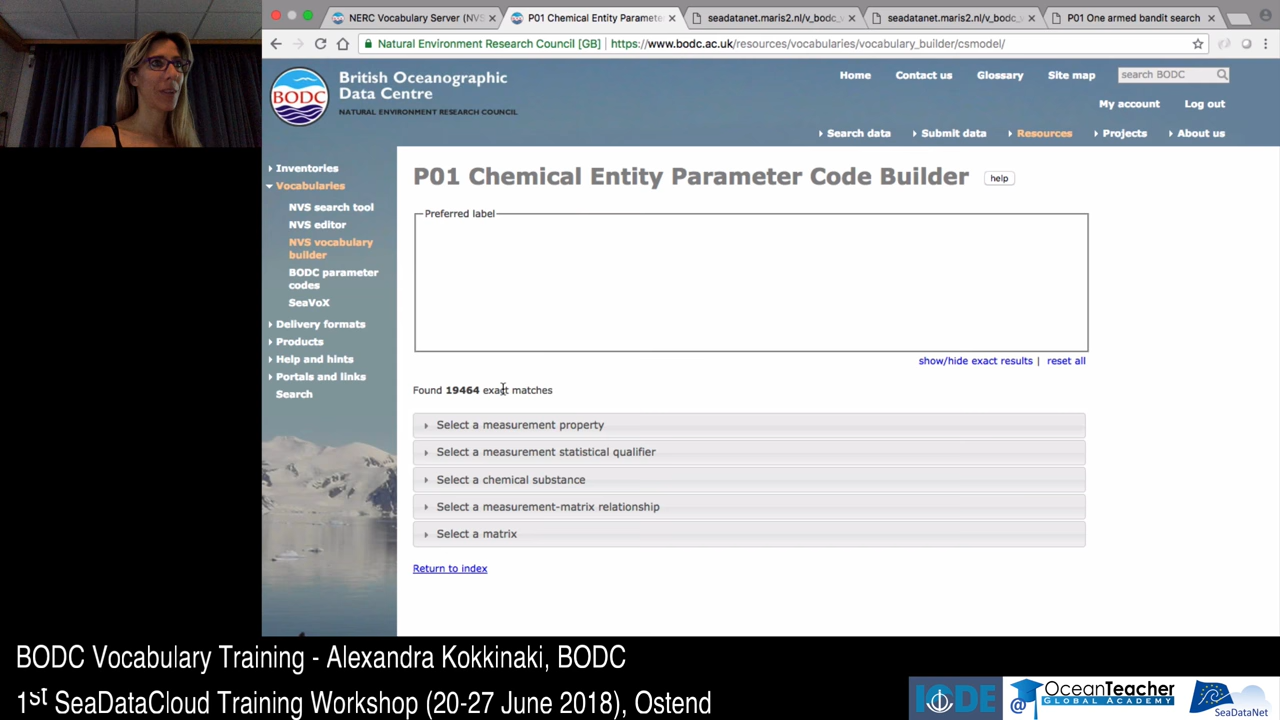 NERC Vocabulary Server (NVS
P01 Chemical Entity Paramete
seadatanet.maris2.nl/v_bodc_v
seadatanet.maris2.nl/v_bodc_v
P01 One armed bandit search
Natural Environment Research Council [GB] | https://www.bodc.ac.uk/resources/vocabularies/vocabulary_builder/csmodel/
BODC
British Oceanographic
Data Centre
NATURAL ENVIRONMENT RESEARCH COUNCIL
Home Contact us Glossary Site map search BODC
My account Log out
Search data Submit data Resources Projects About us
Inventories
Vocabularies
NVS search tool
NVS editor
NVS vocabulary
builder
BODC parameter
codes
SeaVoX
Delivery formats
Products
Help and hints
Portals and links
Search
P01 Chemical Entity Parameter Code Builder help
Preferred label
show/hide exact results | reset all
Found 19464 exact matches
Select a measurement property
Select a measurement statistical qualifier
Select a chemical substance
Select a measurement-matrix relationship
Select a matrix
Return to index
BODC Vocabulary Training - Alexandra Kokkinaki, BODC
1st SeaDataCloud Training Workshop (20-27 June 2018), Ostend
IODE
@ OceanTeacher
GLOBAL ACADEMY
SeaDataNet